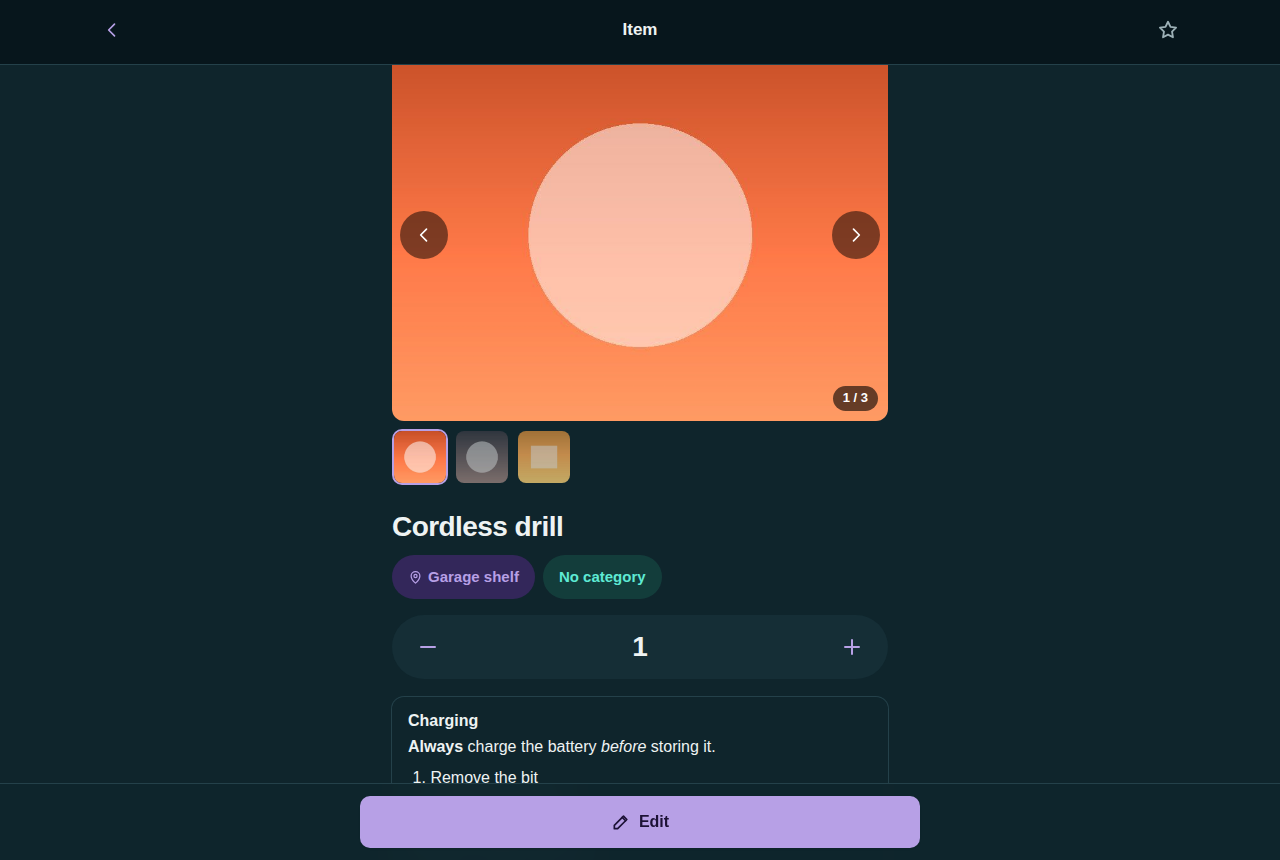 Item
1 / 3
Cordless drill
Garage shelf
No category
1
Charging
Always charge the battery before storing it.
1. Remove the bit
Edit